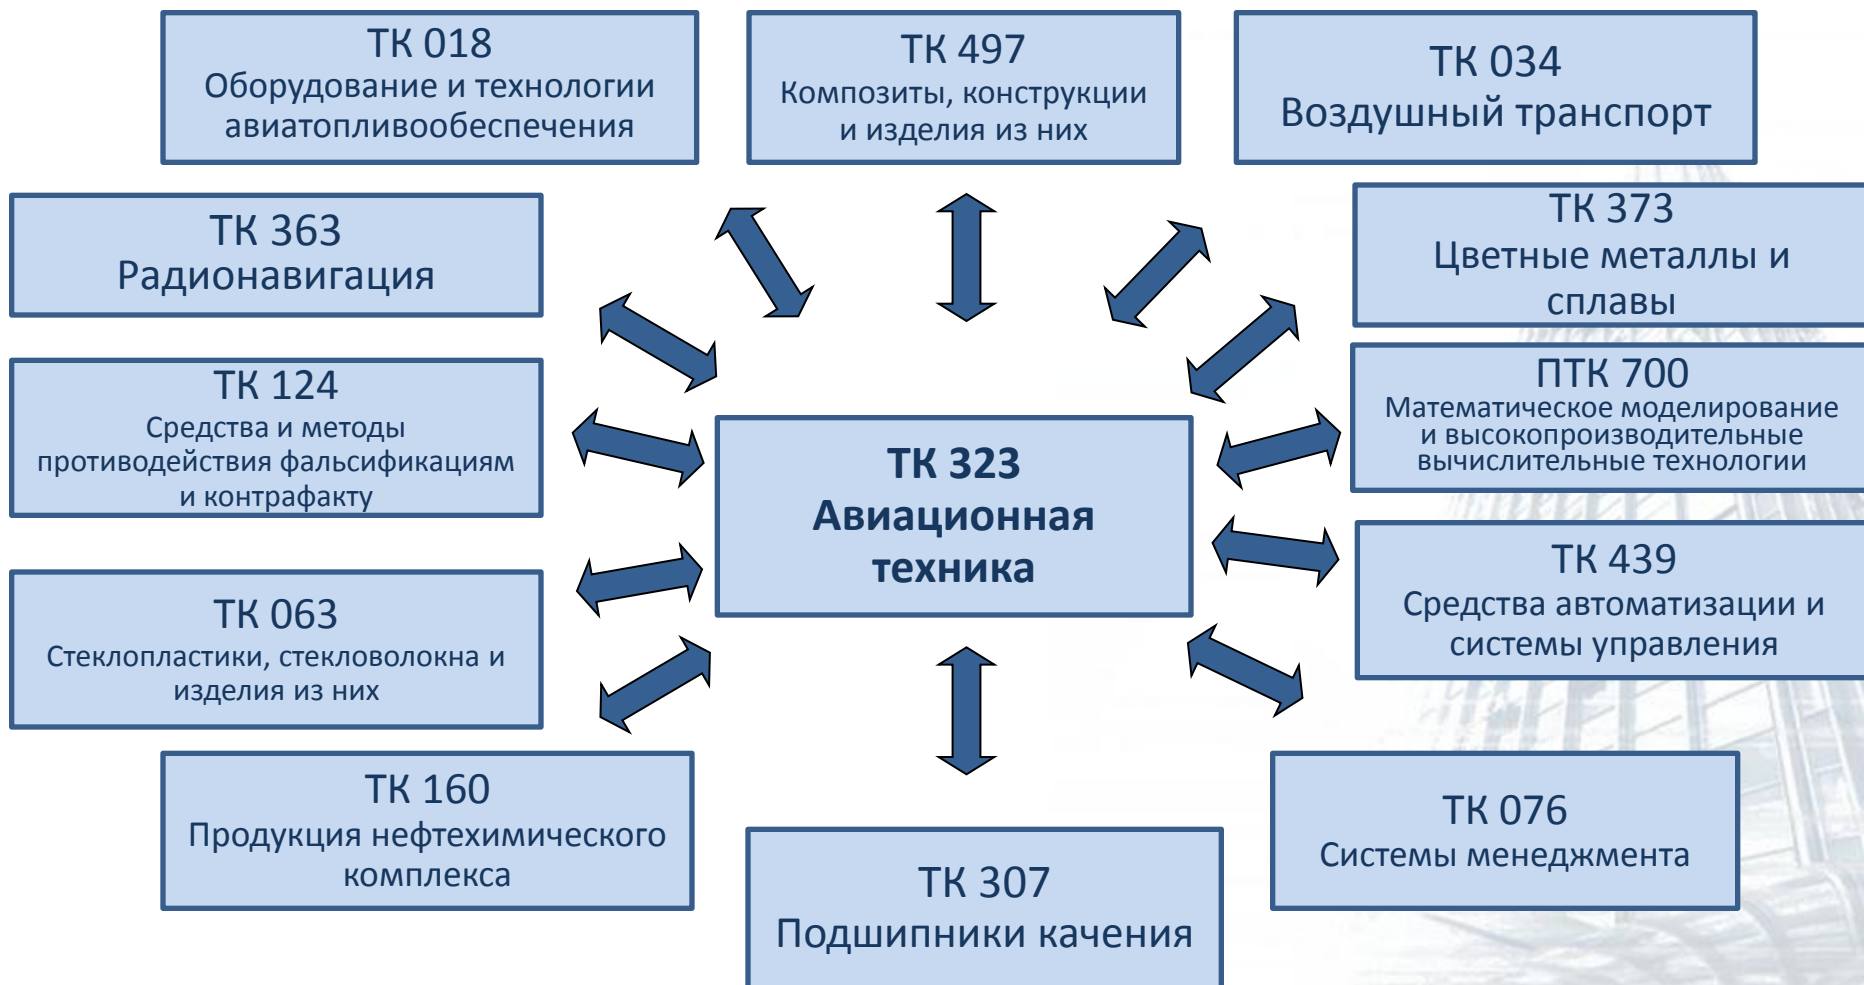 ТК 018
Оборудование и технологии
авиатопливообеспечения
ТК 497
Композиты, конструкции
и изделия из них
ТК 034
Воздушный транспорт
ТК 363
Радионавигация
ТК 373
Цветные металлы и
сплавы
ТК 124
Средства и методы
противодействия фальсификациям
и контрафакту
ПТК 700
Математическое моделирование
и высокопроизводительные
вычислительные технологии
ТК 323
Авиационная
техника
ТК 063
Стеклопластики, стекловолокна и
изделия из них
ТК 439
Средства автоматизации и
системы управления
ТК 160
Продукция нефтехимического
комплекса
ТК 307
Подшипники качения
ТК 076
Системы менеджмента